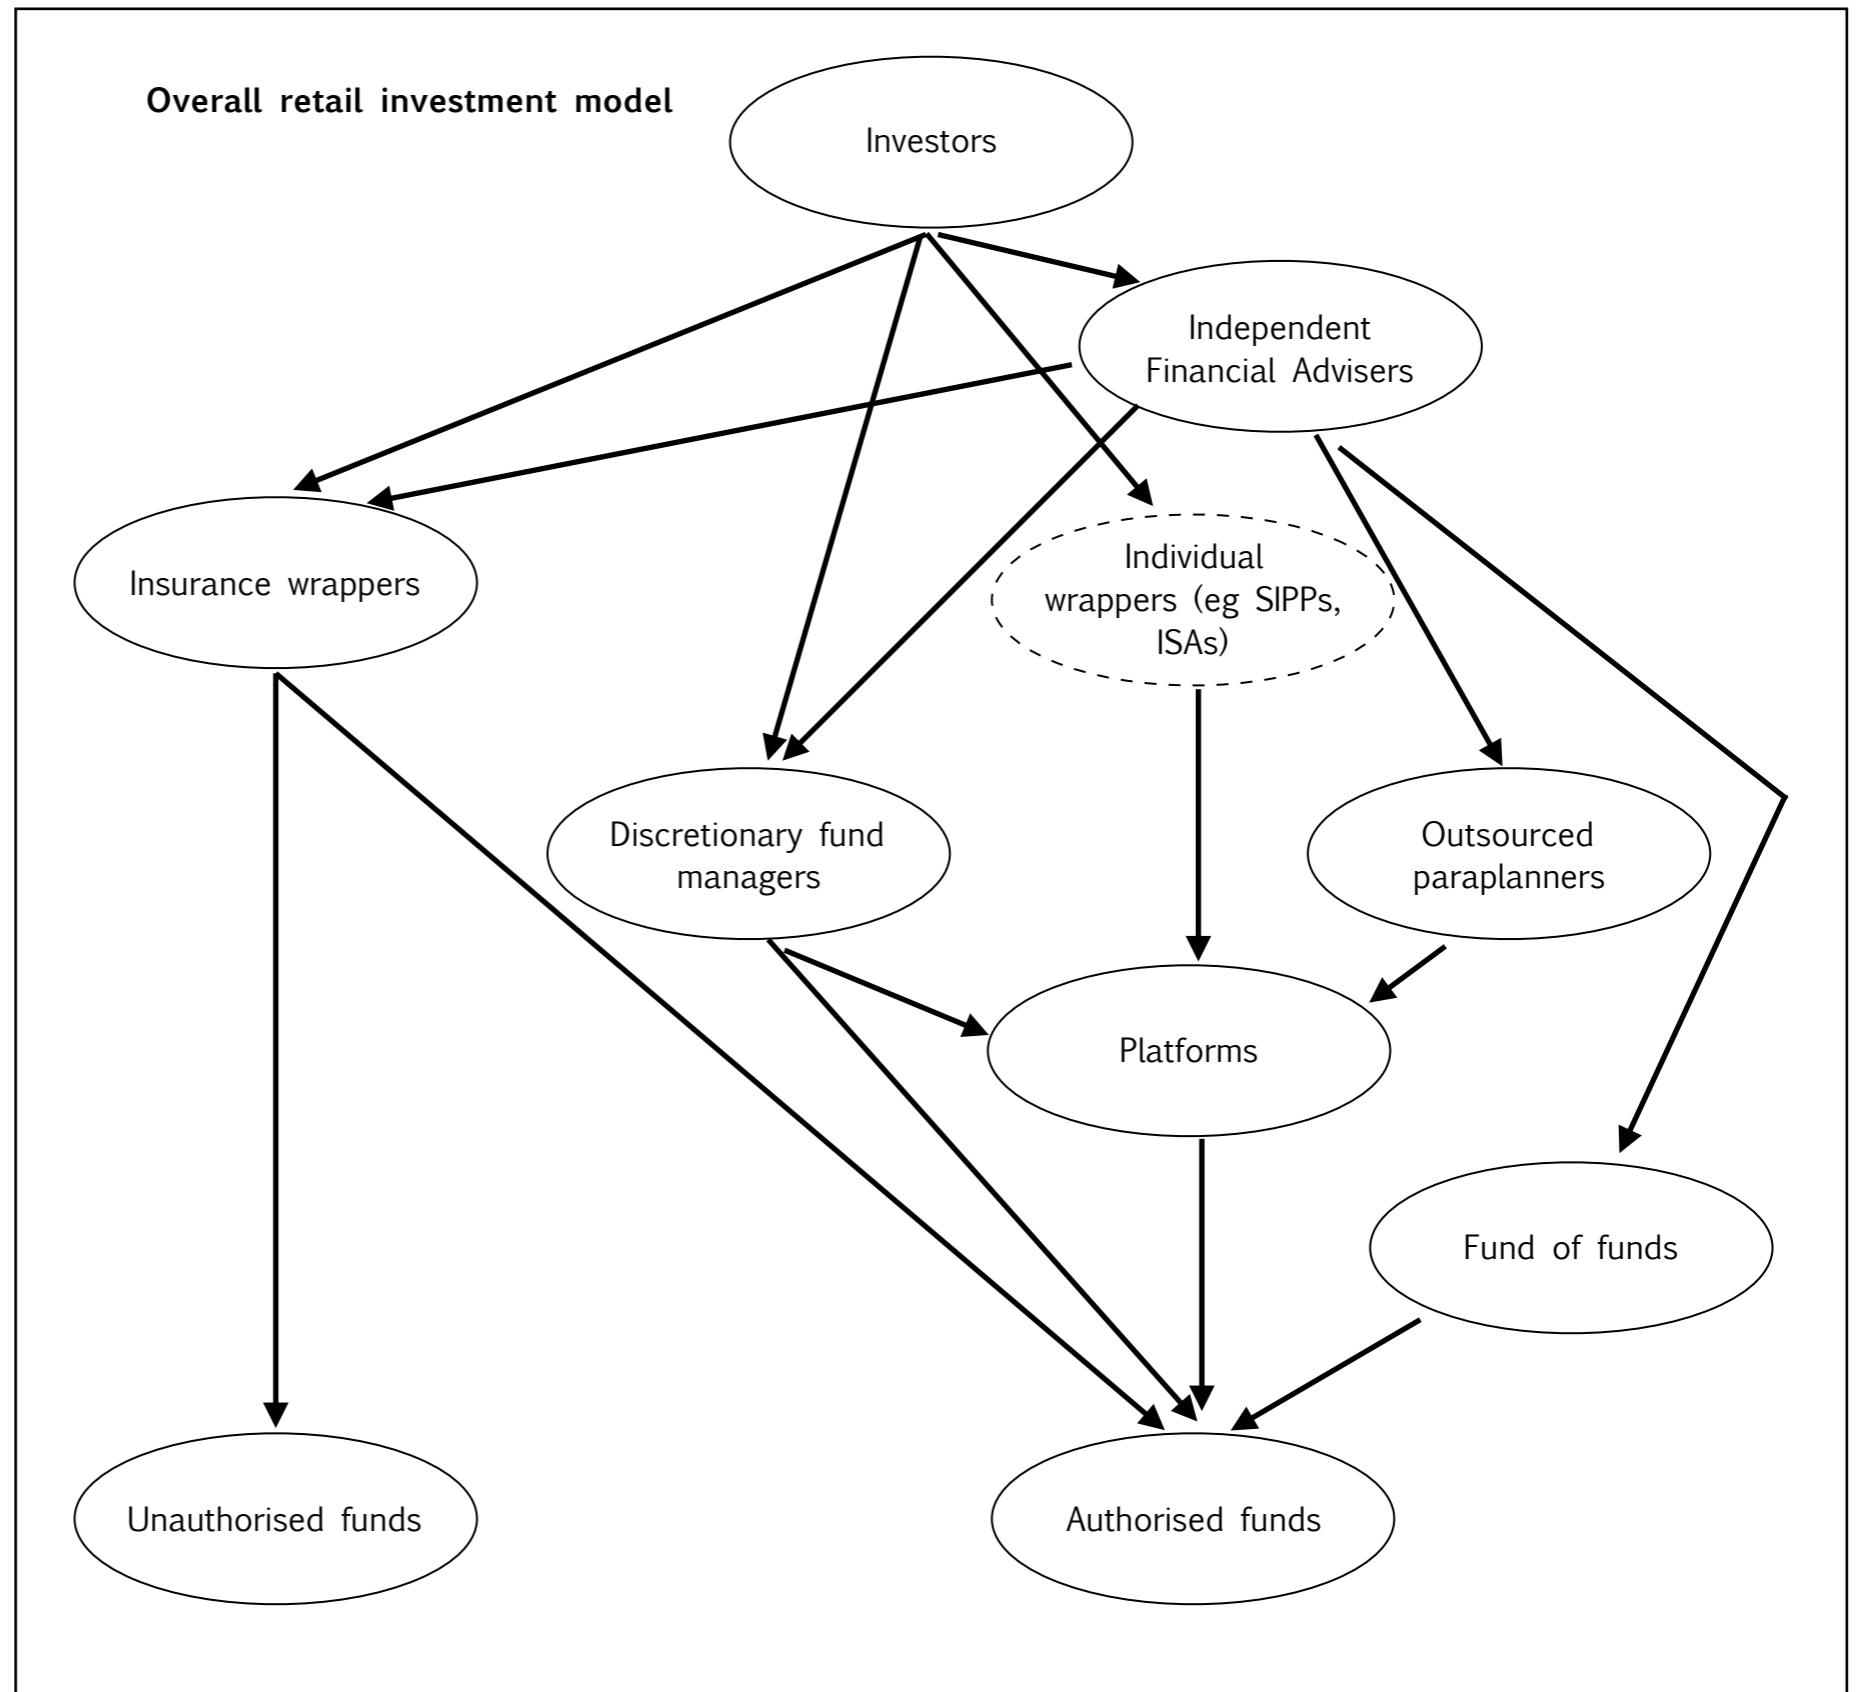 Overall retail investment model
Investors
Independent
Financial Advisers
Insurance wrappers
Individual
wrappers (eg SIPPs,
ISAs)
Discretionary fund
managers
Outsourced
paraplanners
Platforms
Fund of funds
Unauthorised funds
Authorised funds